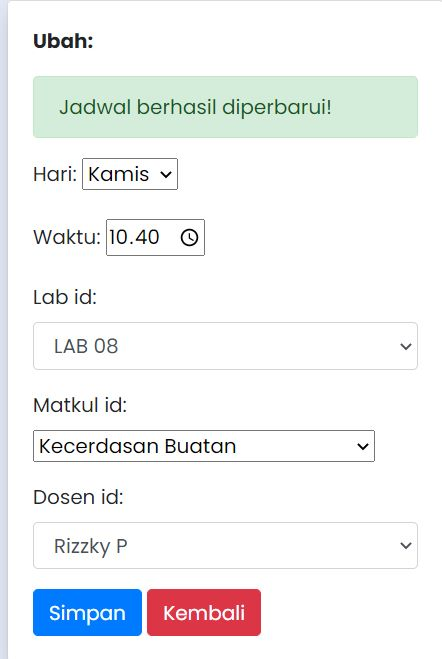 Ubah:
Jadwal berhasil diperbarui!
Hari: Kamis
Waktu: 10.40
Lab id:
LAB 08
Matkul id:
Kecerdasan Buatan
Dosen id:
Rizzky P
Simpan Kembali